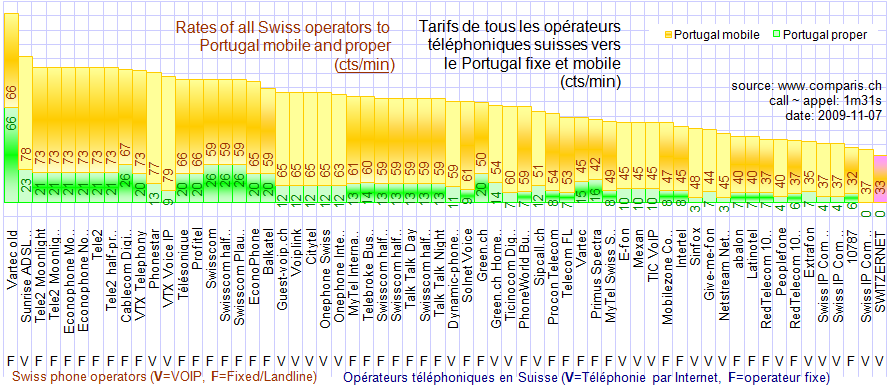 Rates of all Swiss operators to
Portugal mobile and proper
(cts/min)
Tarifs de tous les opérateurs
téléphoniques suisses vers
le Portugal fixe et mobile
(cts/min)
Portugal mobile
Portugal proper
source: www.comparis.ch
call ~ appel: 1m31s
date: 2009-11-07
66 78 73 73 73 73 73 73 67 73 77 79 66 66 59 59 59 65 59 65 65 65 65 63 61 60 59 59 59 59 59 59 61 50 54 60 59 51 54 53 45 42 49 45 45 45 47 45 48 44 45 40 40 37 40 37 35 37 37 32 37 33
66 23 21 21 21 21 21 21 26 20 13 9 20 20 26 26 26 20 20 12 12 12 12 12 13 14 13 13 13 13 13 11 9 20 14 7 7 12 8 7 15 16 8 10 10 10 8 8 3 7 3 7 7 7 4 6 7 4 4 6 0 0
Vartec old
Sunrise ADSL...
Tele2 Moonlight
Tele2 Moonlig...
Econophone Mo...
Econophone No...
Tele2
Tele2 half-pr...
Cablecom Digi...
VTX Telephony
Phonestar
VTX Voice IP
Télésonique
Profitel
Swisscom
Swisscom half...
Swisscom Plau...
EconoPhone
Balkatel
Guest-voip.ch
Voiplink
Citytel
Onephone Swiss
Onephone Inte...
MyTel Interna...
Telebroke Bus...
Swisscom half...
Swisscom half...
Talk Talk Day
Swisscom half...
Talk Talk Night
Dynamic-phone...
Solnet Voice
Green.ch
Green.ch Home...
Ticinocom Dig...
PhoneWorld Bu...
Sipcall.ch
Procon Telecom
Telecom FL
Vartec
Primus Spectra
MyTel Swiss S...
E-fon
Mexan
TIC VoIP
Mobilezone Co...
Intertel
Sinfix
Give-me-fon
Netstream Net...
abalon
Latinotel
RedTelecom 10...
Peoplefone
RedTelecom 10...
Extrafon
Swiss IP Com...
Swiss IP Com...
10787
Swiss IP Com...
SWITZERNET
Swiss phone operators (V=VOIP, F=Fixed/Landline)
Opérateurs téléphoniques en Suisse (V=Téléphonie par Internet, F=operateur fixe)